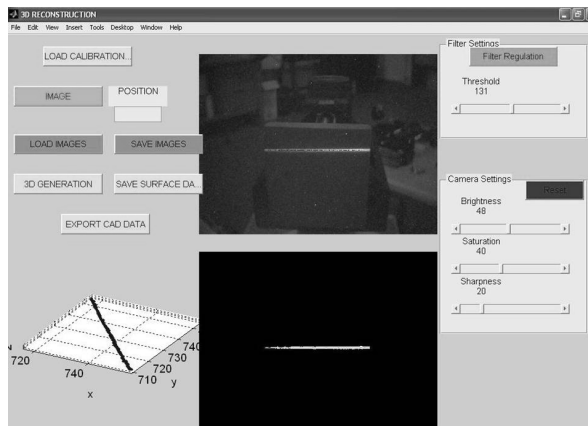 3D RECONSTRUCTION
File Edit View Insert Tools Desktop Window Help
LOAD CALIBRATION...
IMAGE
POSITION
LOAD IMAGES
SAVE IMAGES
3D GENERATION
SAVE SURFACE DA...
EXPORT CAD DATA
720
740
x
710
720
730
740
y
Filter Settings
Filter Regulation
Threshold
131
Camera Settings
Reset
Brightness
48
Saturation
40
Sharpness
20